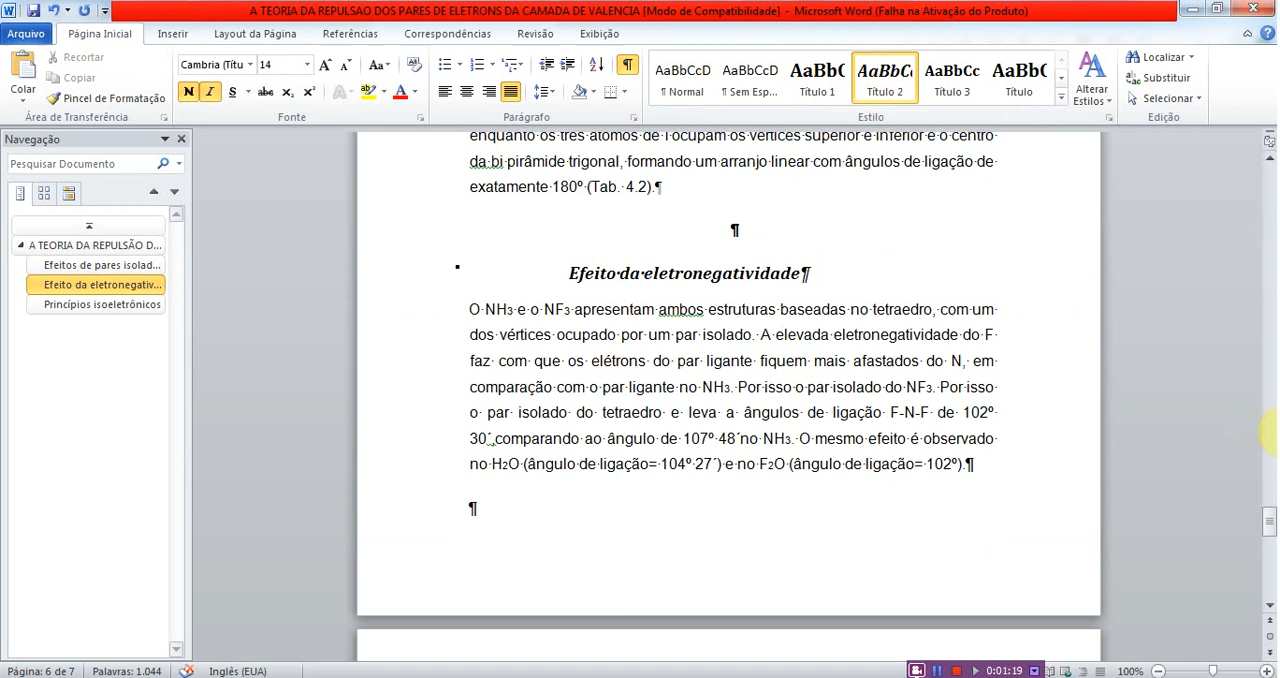 A TEORIA DA REPULSAO DOS PARES DE ELETRONS DA CAMADA DE VALENCIA [Modo de Compatibilidade] - Microsoft Word (Falha na Ativação do Produto)
Arquivo Página Inicial Inserir Layout da Página Referências Correspondências Revisão Exibição
Colar
Recortar
Copiar
Pincel de Formatação
Área de Transferência
Cambria (Títu 14
N I S abc x₂ x²
Fonte
Parágrafo
AaBbCcD AaBbCcD AaBbC AaBbCc AaBbCc AaBbC
¶ Normal ¶ Sem Esp... Título 1 Título 2 Título 3 Título
Estilo
Alterar
Estilos
Localizar
Substituir
Selecionar
Edição
Navegação
Pesquisar Documento
A TEORIA DA REPULSÃO D...
Efeitos de pares isolad...
Efeito da eletronegativ...
Princípios isoeletrônicos
enquanto os três átomos de I ocupam os vértices superior e inferior e o centro
da bi pirâmide trigonal, formando um arranjo linear com ângulos de ligação de
exatamente 180º (Tab. 4.2).¶
¶
Efeito da eletronegatividade¶
O NH3 e o NF3 apresentam ambos estruturas baseadas no tetraedro, com um
dos vértices ocupado por um par isolado. A elevada eletronegatividade do F
faz com que os elétrons do par ligante fiquem mais afastados do N, em
comparação com o par ligante no NH3. Por isso o par isolado do NF3. Por isso
o par isolado do tetraedro e leva a ângulos de ligação F-N-F de 102º
30´,comparando ao ângulo de 107º 48´no NH3. O mesmo efeito é observado
no H2O (ângulo de ligação= 104º 27´) e no F2O (ângulo de ligação= 102º).¶
¶
Página: 6 de 7 Palavras: 1.044 Inglês (EUA) 0:01:19 100%